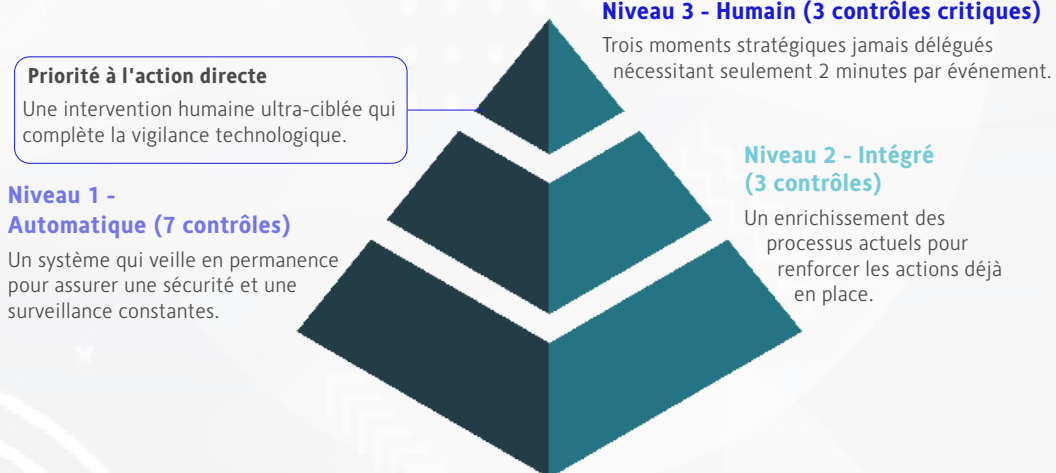 Niveau 3 - Humain (3 contrôles critiques)
Trois moments stratégiques jamais délégués
nécessitant seulement 2 minutes par événement.
Priorité à l'action directe
Une intervention humaine ultra-ciblée qui
complète la vigilance technologique.
Niveau 2 - Intégré
(3 contrôles)
Un enrichissement des
processus actuels pour
renforcer les actions déjà
en place.
Niveau 1 -
Automatique (7 contrôles)
Un système qui veille en permanence
pour assurer une sécurité et une
surveillance constantes.